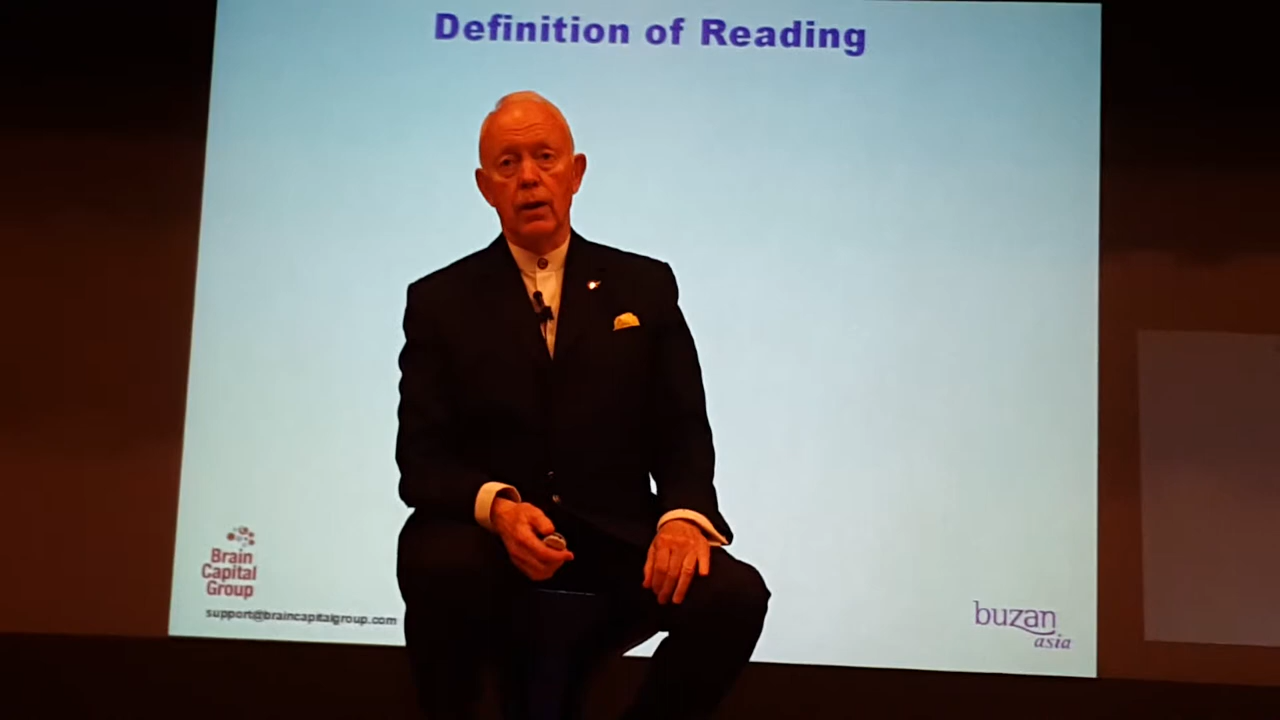 Definition of Reading
Brain
Capital
Group
support@braincapitalgroup.com
buzan
asia